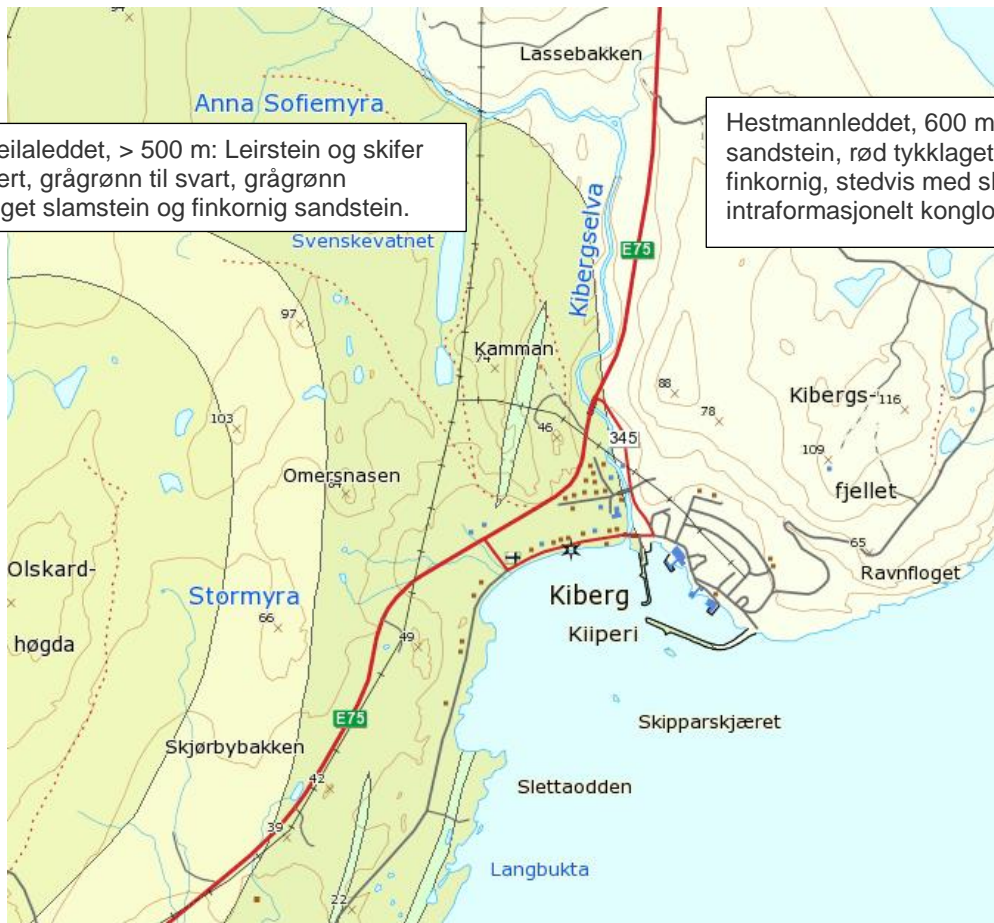 Lassebakken
Anna Sofiemyra
eilaleddet, > 500 m: Leirstein og skifer
ert, grågrønn til svart, grågrønn
get slamstein og finkornig sandstein.
Hestmannleddet, 600 m
sandstein, rød tykklaget
finkornig, stedvis med sl
intraformasjonelt konglo
Svenskevatnet
Kibergselva
E75
97
Kamman
74
88
Kibergs-
116
78
103
46
345
109
Omersnasen
84
fjellet
65
Ravnfloget
Olskard-
høgda
Stormyra
66
Kiberg
Kiiperi
49
E75
Skipparskjæret
Skjørbybakken
42
Slettaodden
39
Langbukta
22